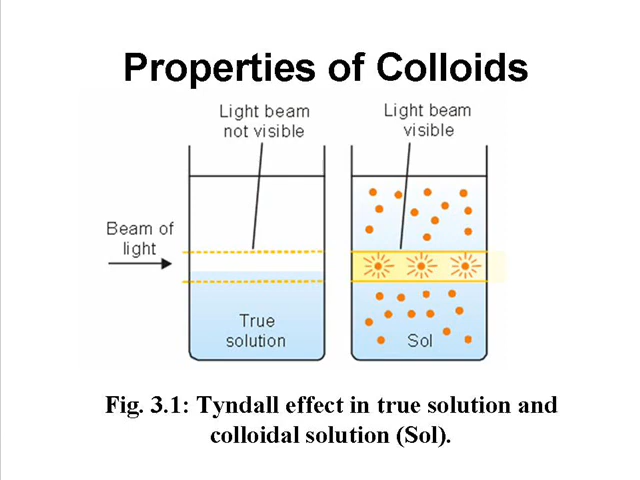 Properties of Colloids
Light beam
not visible
Light beam
visible
Beam of
light
True
solution
Sol
Fig. 3.1: Tyndall effect in true solution and
colloidal solution (Sol).